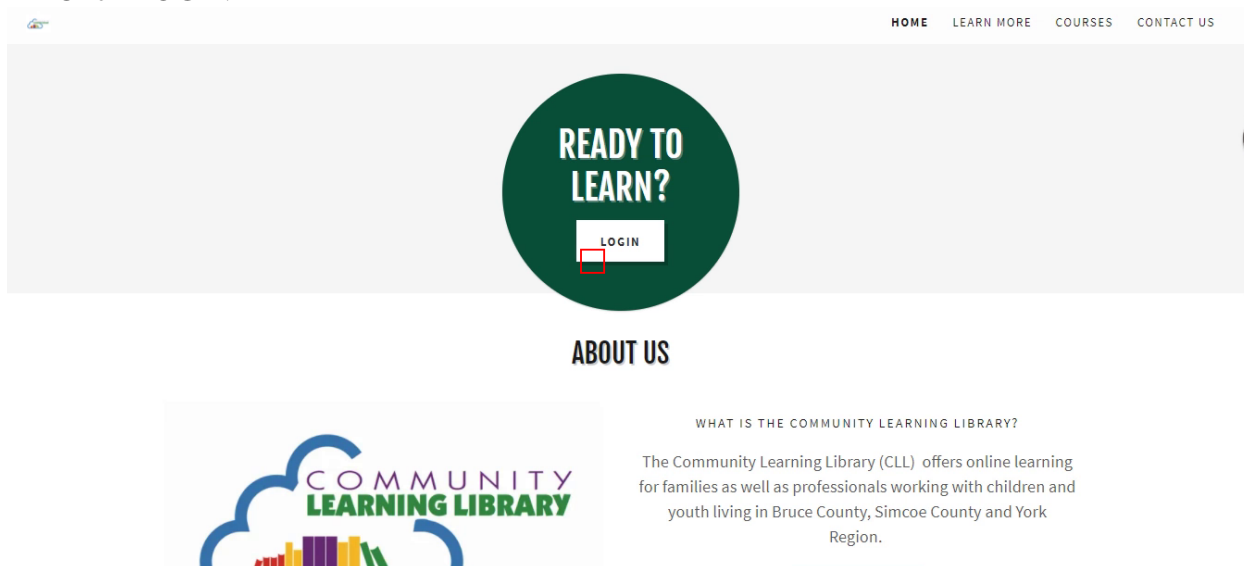 HOME LEARN MORE COURSES CONTACT US
READY TO
LEARN?
LOGIN
ABOUT US
COMMUNITY
LEARNING LIBRARY
WHAT IS THE COMMUNITY LEARNING LIBRARY?
The Community Learning Library (CLL) offers online learning
for families as well as professionals working with children and
youth living in Bruce County, Simcoe County and York
Region.